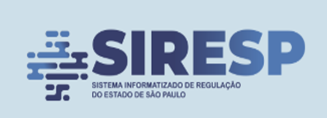 SIRESP
SISTEMA INFORMATIZADO DE REGULAÇÃO
DO ESTADO DE SÃO PAULO